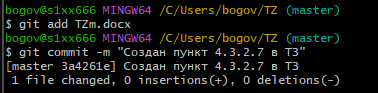 bogov@s1xx666 MINGW64 /C/Users/bogov/TZ (master)
$ git add TZm.docx
bogov@s1xx666 MINGW64 /C/Users/bogov/TZ (master)
$ git commit -m "Создан пункт 4.3.2.7 в ТЗ"
[master 3a4261e] Создан пункт 4.3.2.7 в ТЗ
1 file changed, 0 insertions(+), 0 deletions(-)